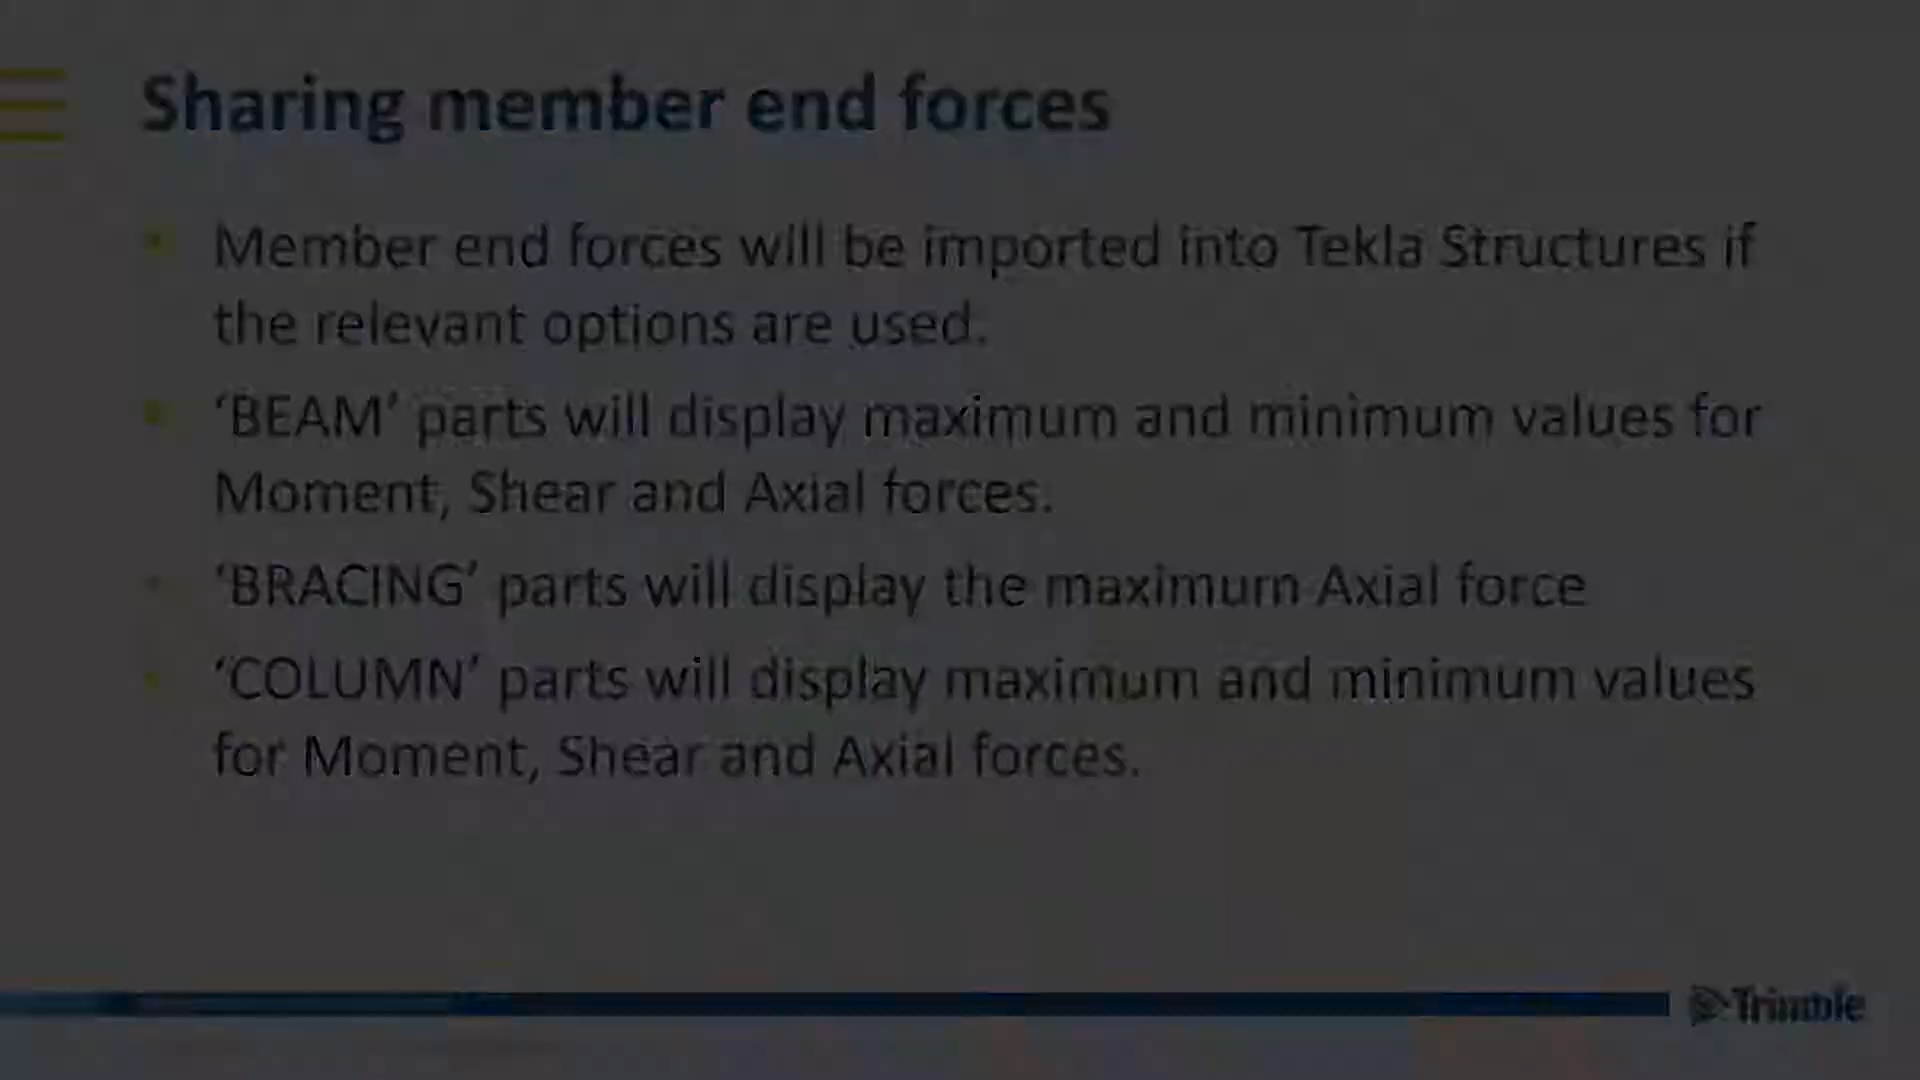 Sharing member end forces
Member end forces will be imported into Tekla Structures if
the relevant options are used.
‘BEAM’ parts will display maximum and minimum values for
Moment, Shear and Axial forces.
‘BRACING’ parts will display the maximum Axial force
‘COLUMN’ parts will display maximum and minimum values
for Moment, Shear and Axial forces.
Trimble